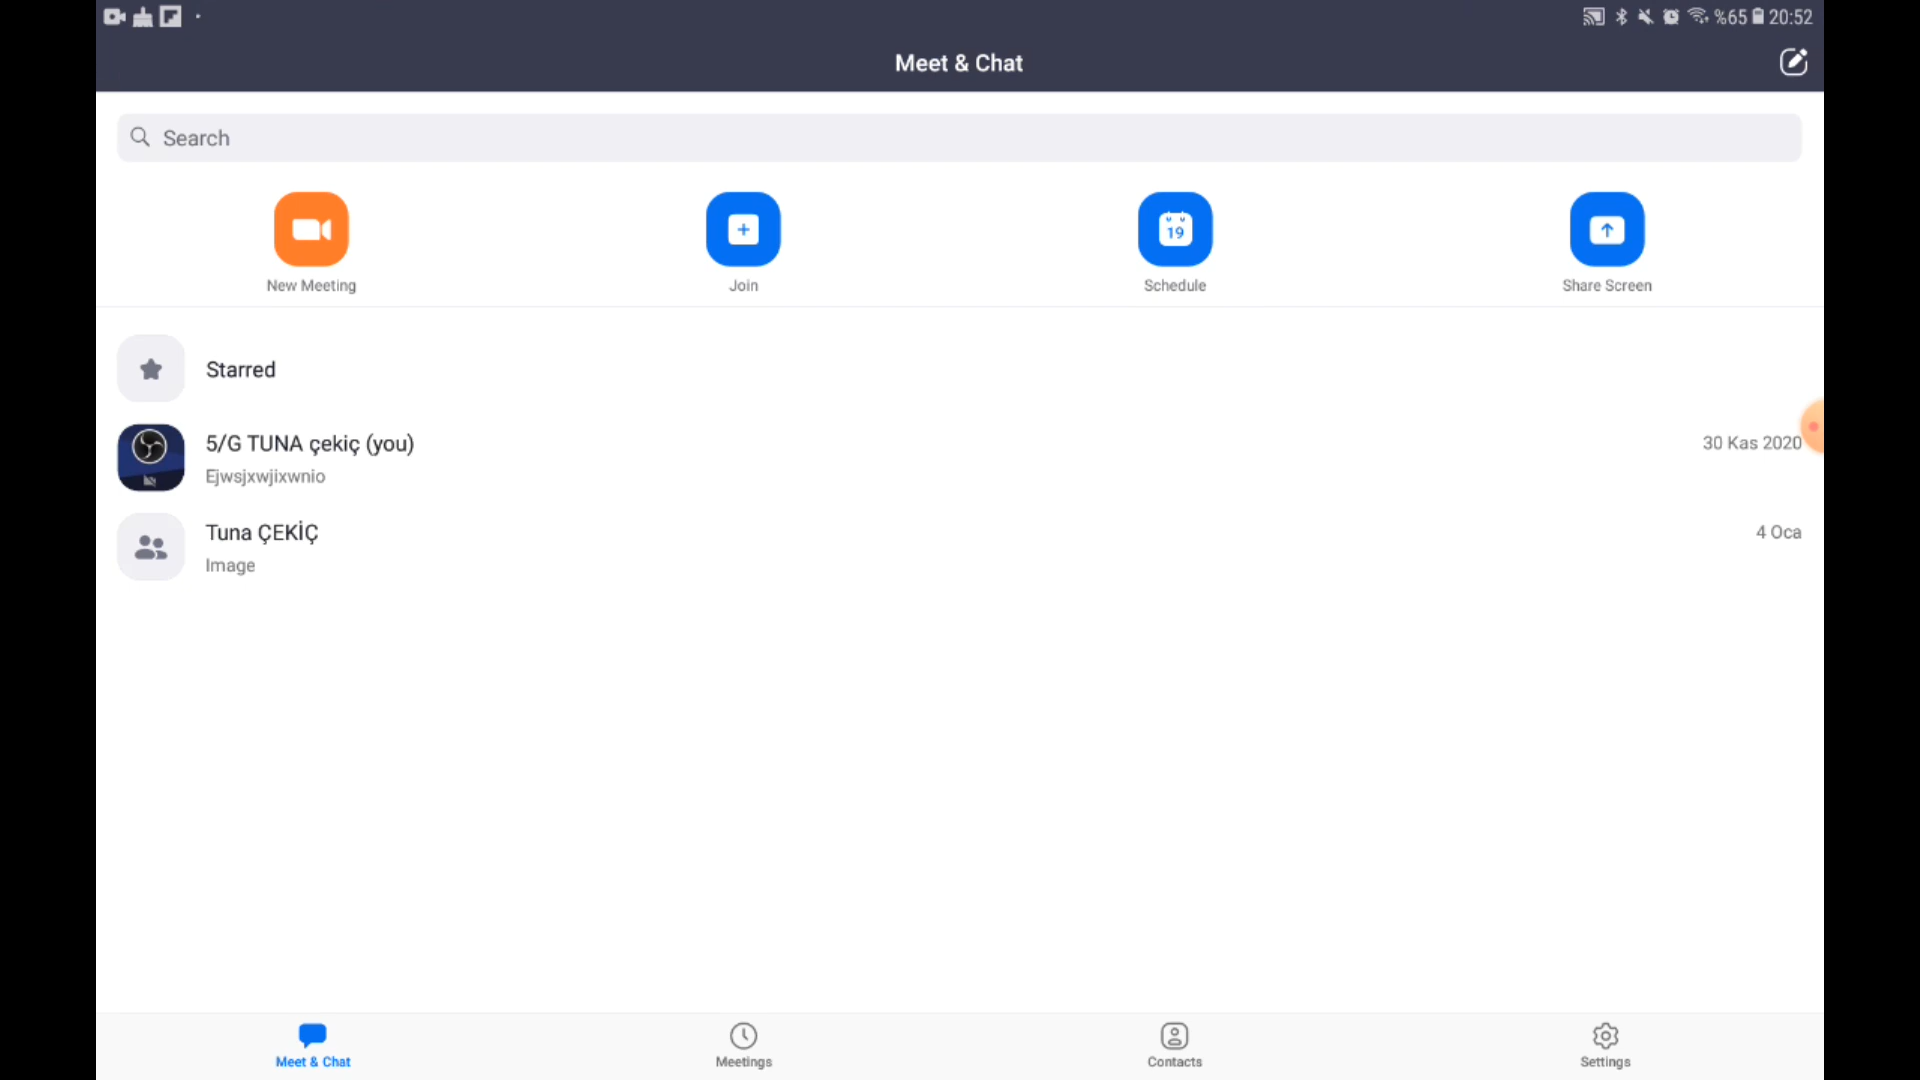 %65 20:52
Meet & Chat
Search
New Meeting
Join
19
Schedule
Share Screen
Starred
5/G TUNA çekiç (you)
30 Kas 2020
Ejwsjxwjixwnio
Tuna ÇEKİÇ
4 Oca
Image
Meet & Chat
Meetings
Contacts
Settings